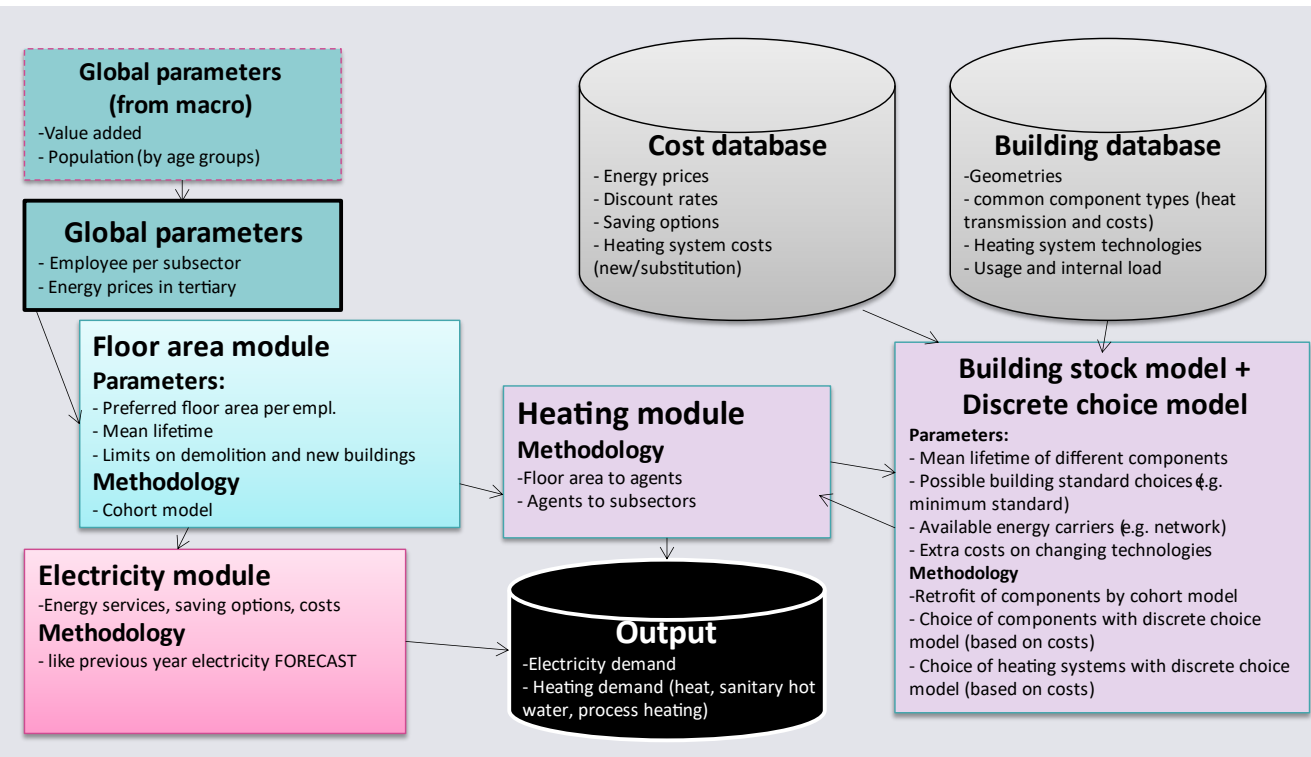 Global parameters
(from macro)
-Value added
- Population (by age groups)
Global parameters
- Employee per subsector
- Energy prices in tertiary
Cost database
- Energy prices
- Discount rates
- Saving options
- Heating system costs
(new/substitution)
Building database
-Geometries
- common component types (heat
transmission and costs)
- Heating system technologies
- Usage and internal load
Floor area module
Parameters:
- Preferred floor area per empl.
- Mean lifetime
- Limits on demolition and new buildings
Methodology
- Cohort model
Heating module
Methodology
-Floor area to agents
- Agents to subsectors
Building stock model +
Discrete choice model
Parameters:
- Mean lifetime of different components
- Possible building standard choices (e.g.
minimum standard)
- Available energy carriers (e.g. network)
- Extra costs on changing technologies
Methodology
-Retrofit of components by cohort model
- Choice of components with discrete choice
model (based on costs)
- Choice of heating systems with discrete choice
model (based on costs)
Electricity module
-Energy services, saving options, costs
Methodology
- like previous year electricity FORECAST
Output
-Electricity demand
- Heating demand (heat, sanitary hot
water, process heating)